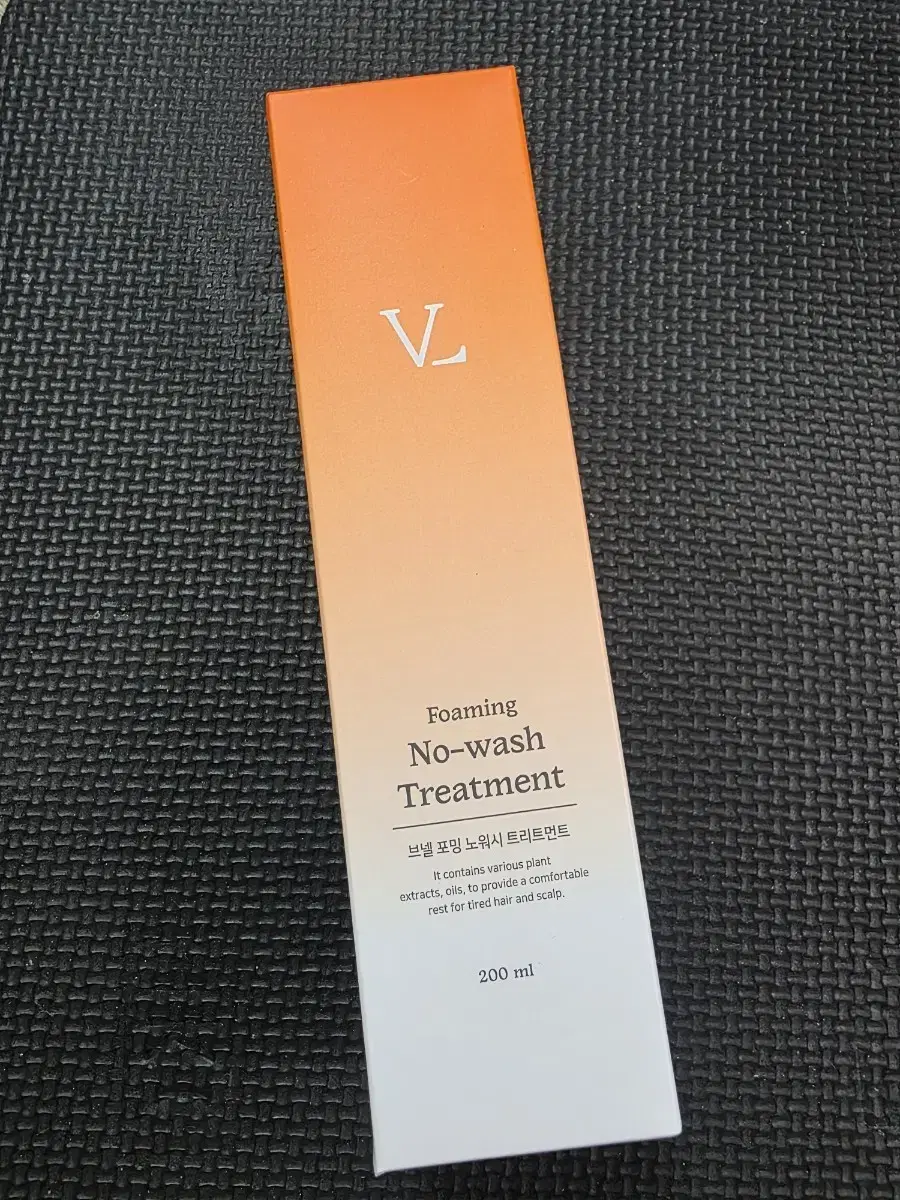 VL
Foaming
No-wash
Treatment
브넬 포밍 노워시 트리트먼트
It contains various plant
extracts, oils, to provide a comfortable
rest for tired hair and scalp.
200 ml